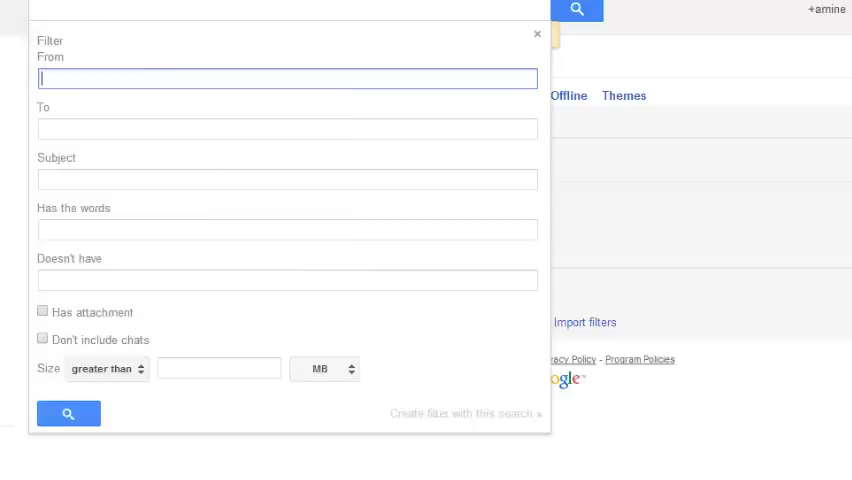 +amine
×
Filter
From
To
Offline Themes
Subject
Has the words
Doesn't have
Has attachment
Import filters
Don't include chats
Size greater than MB
Policy - Program Policies
Create filter with this search »